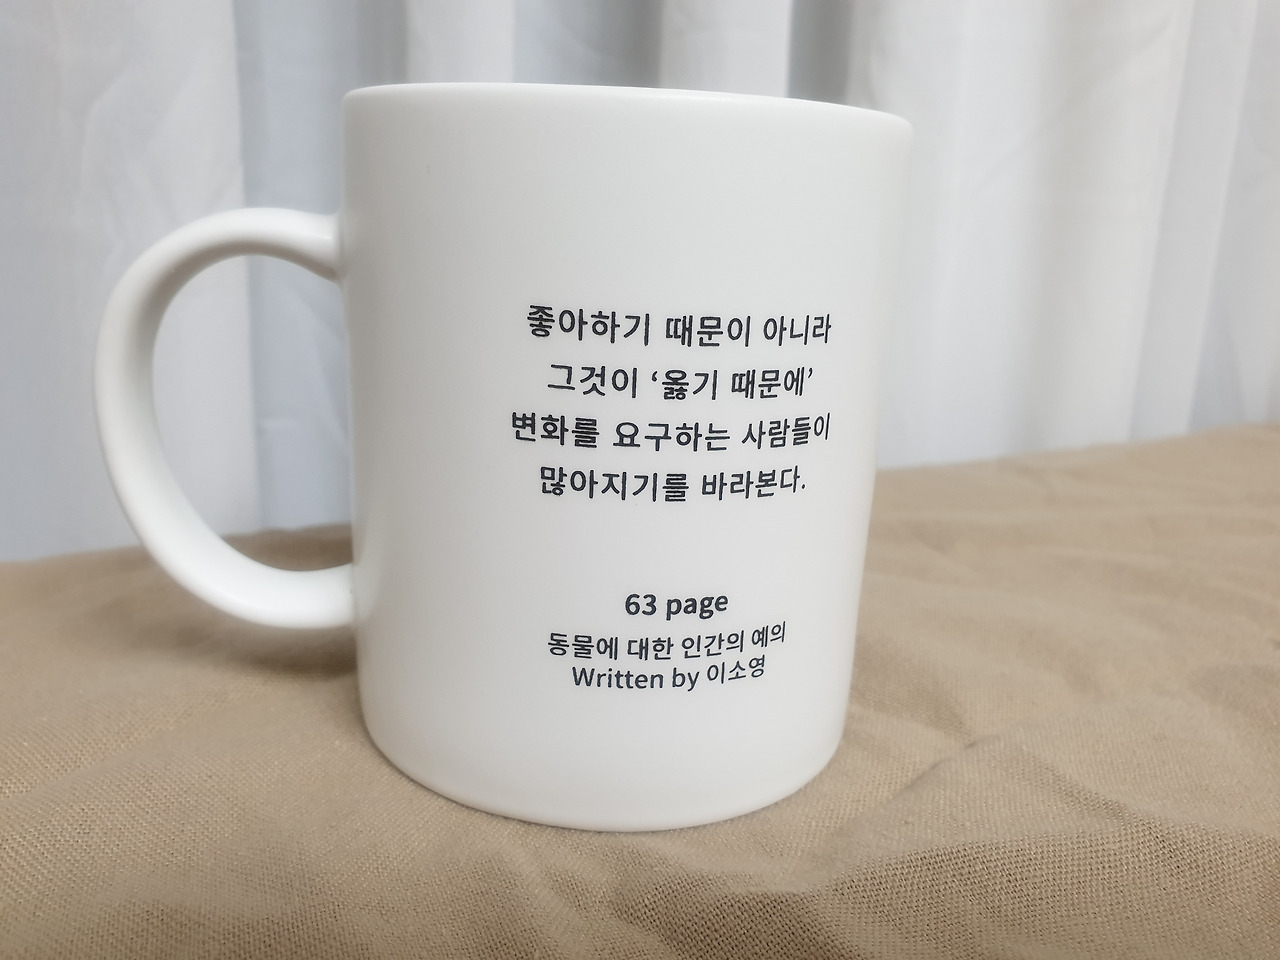 좋아하기 때문이 아니라
그것이 ‘옳기 때문에’
변화를 요구하는 사람들이
많아지기를 바라본다.
63 page
동물에 대한 인간의 예의
Written by 이소영